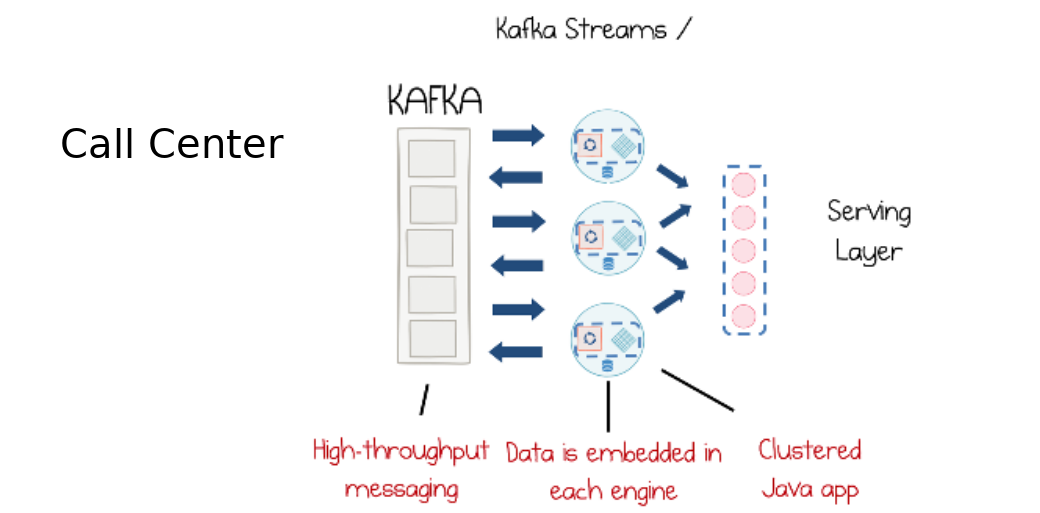 Kafka Streams /
KAFKA
Call Center
Serving
Layer
High-throughput
messaging
Data is embedded in
each engine
Clustered
Java app